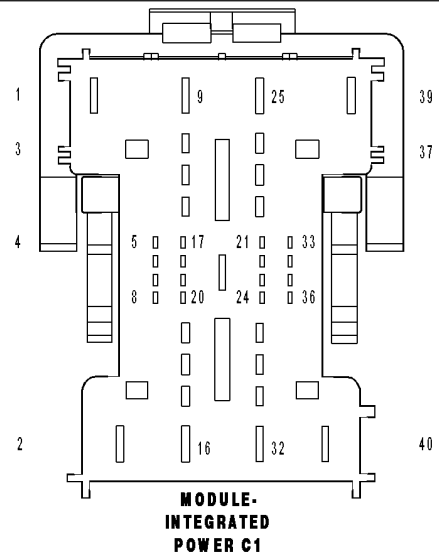 1 9 25 39
3 37
4 5 17 21 33
8 20 24 36
2 16 32 40
MODULE-
INTEGRATED
POWER C1